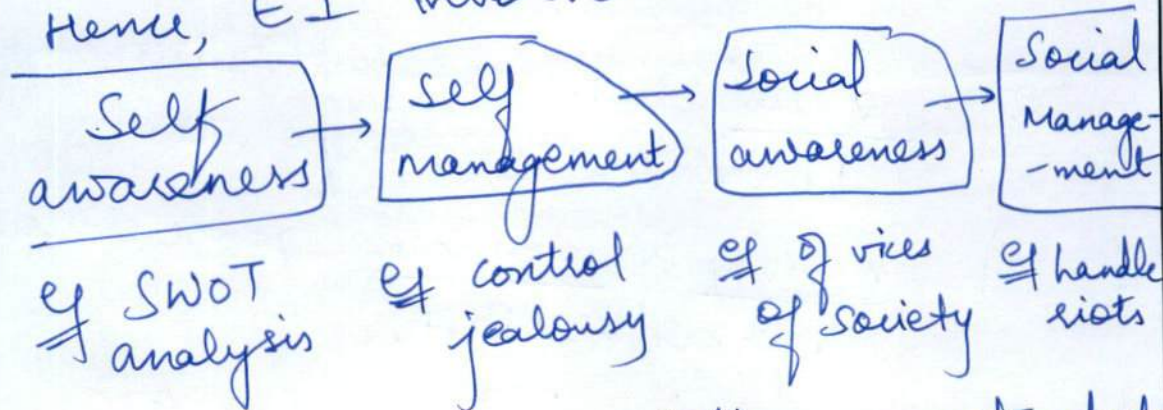 Hence, EI
Self
awareness
Self
management
Social
awareness
Social
Manage-
-ment
eg SWOT
analysis
eg control
jealousy
eg of vices
of society
eg handle
riots